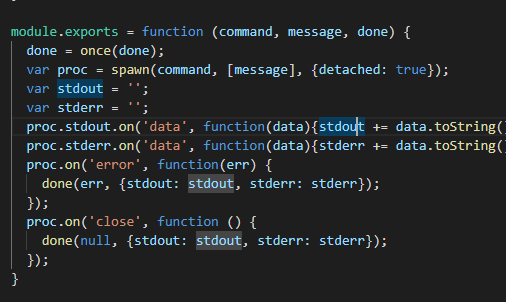 module.exports = function (command, message, done) {
  done = once(done);
  var proc = spawn(command, [message], {detached: true});
  var stdout = '';
  var stderr = '';
  proc.stdout.on('data', function(data){stdout += data.toString()
  proc.stderr.on('data', function(data){stderr += data.toString()
  proc.on('error', function(err) {
    done(err, {stdout: stdout, stderr: stderr});
  });
  proc.on('close', function () {
    done(null, {stdout: stdout, stderr: stderr});
  });
}